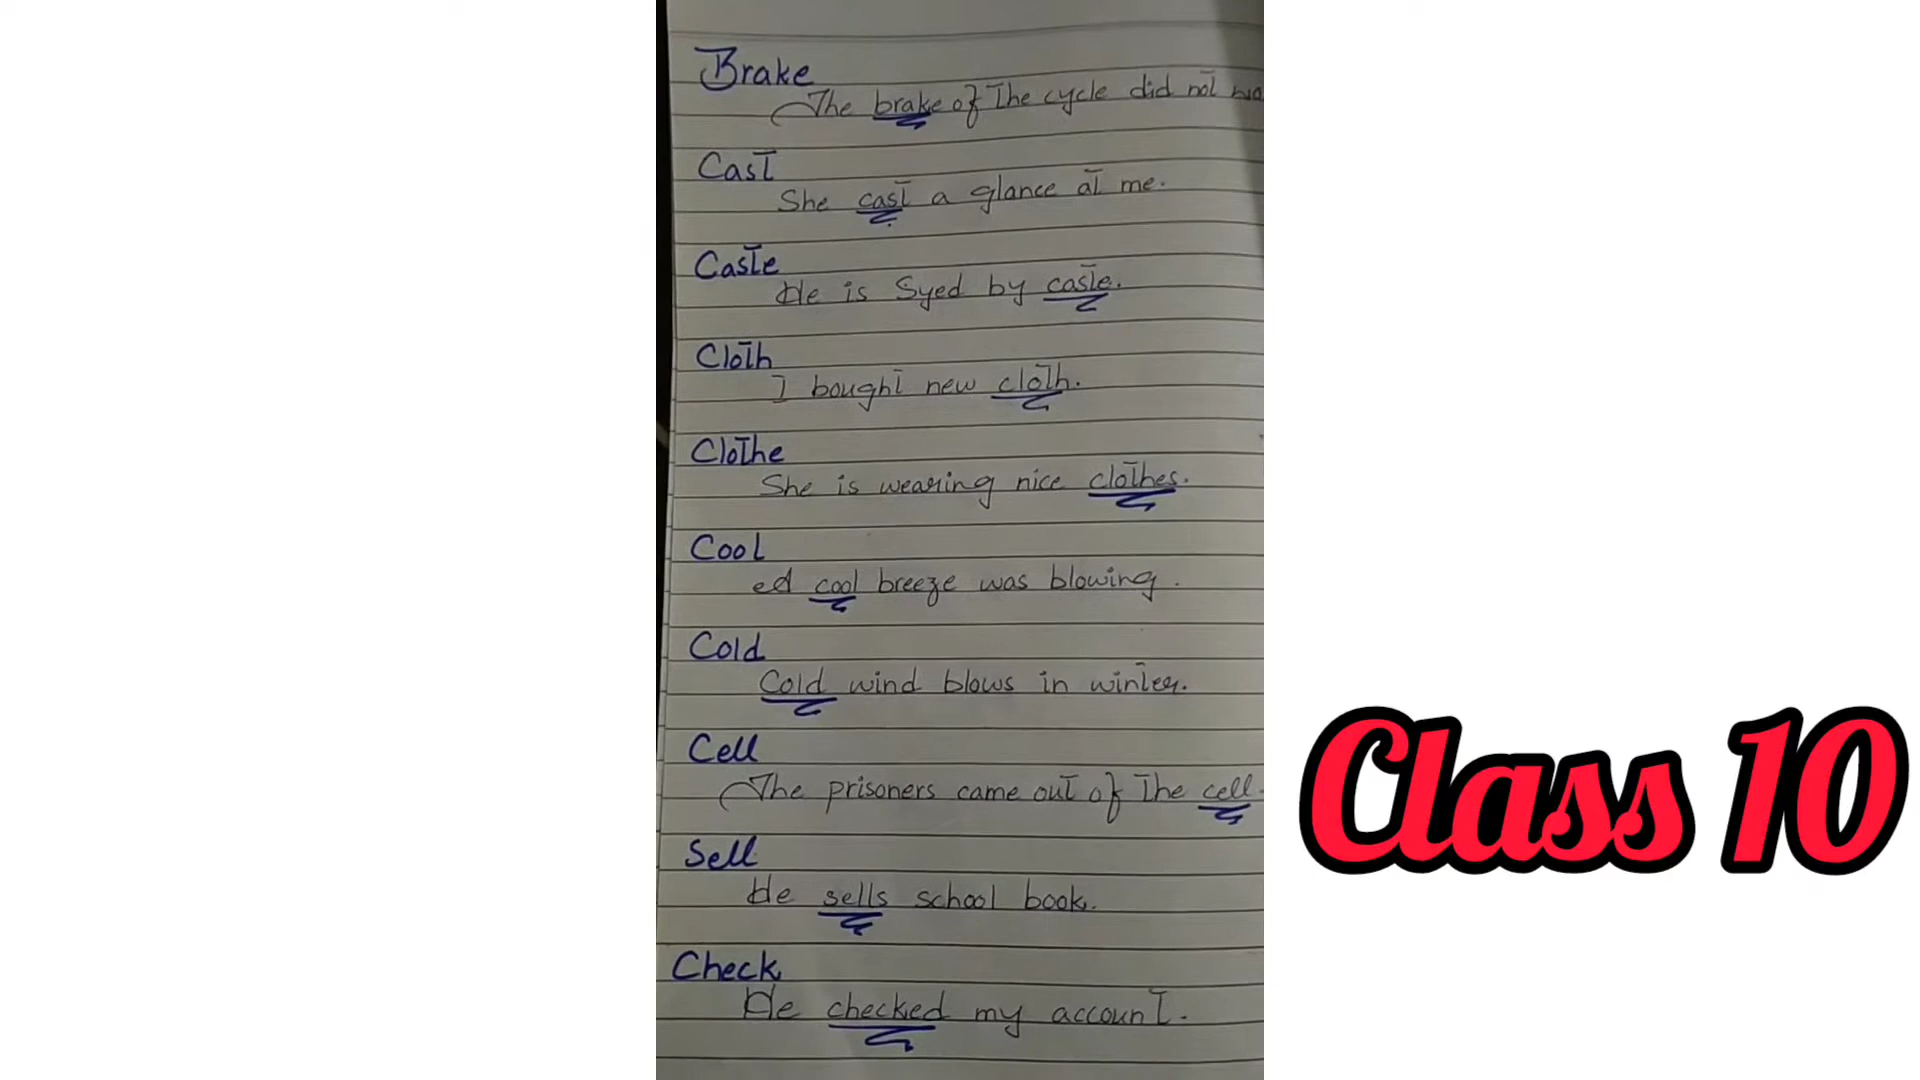 Brake
The brake of the cycle did not
Cast
She cast a glance at me.
Caste
He is Syed by caste.
Cloth
I bought new cloth.
Clothe
She is wearing nice clothes.
Cool
A cool breeze was blowing.
Cold
Cold wind blows in winter.
Cell
The prisoners came out of the cell.
Sell
He sells school book.
Check
He checked my account.
Class 10